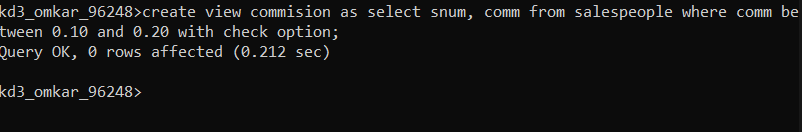 kd3_omkar_96248>create view commision as select snum, comm from salespeople where comm be
tween 0.10 and 0.20 with check option;
Query OK, 0 rows affected (0.212 sec)
kd3_omkar_96248>